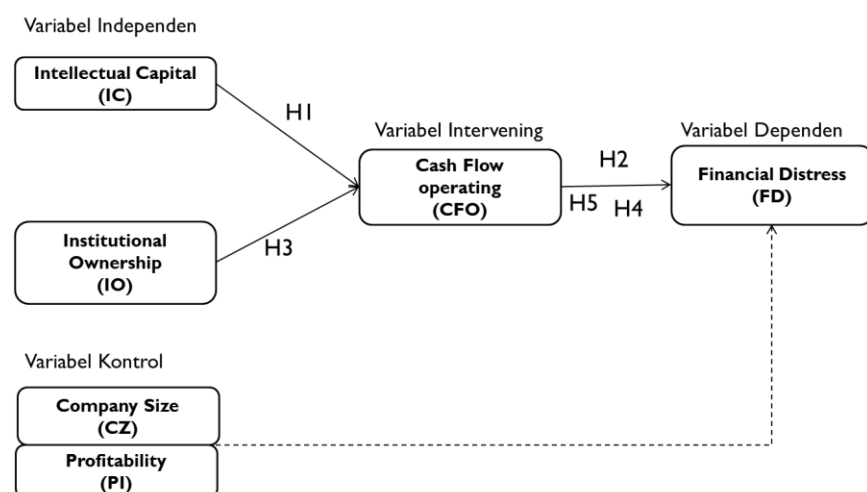 Variabel Independen
Intellectual Capital
(IC)
H1
Variabel Intervening
Variabel Dependen
Cash Flow
operating
(CFO)
H2
H5
H4
Financial Distress
(FD)
Institutional
Ownership
(IO)
H3
Variabel Kontrol
Company Size
(CZ)
Profitability
(PI)